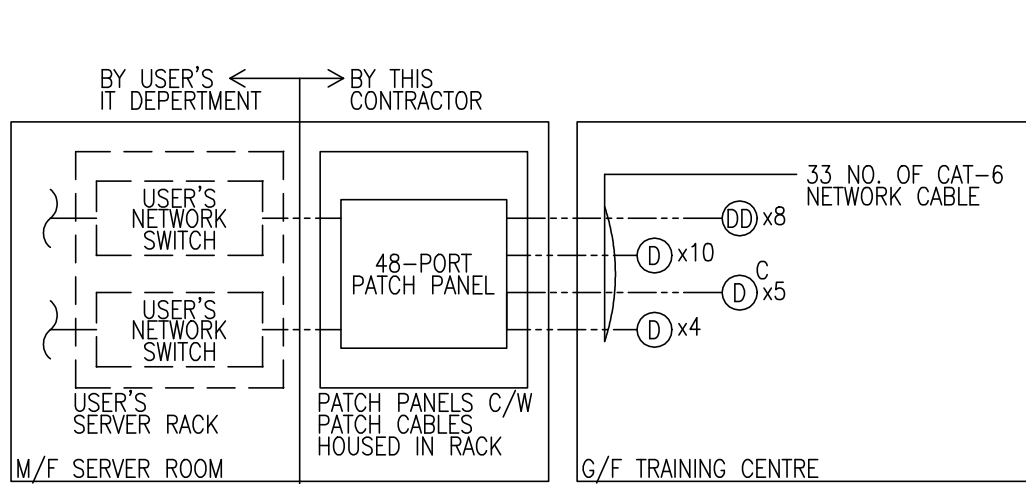 BY USER'S
IT DEPERTMENT
BY THIS
CONTRACTOR
USER'S
NETWORK
SWITCH
USER'S
NETWORK
SWITCH
USER'S
SERVER RACK
M/F SERVER ROOM
48-PORT
PATCH PANEL
PATCH PANELS C/W
PATCH CABLES
HOUSED IN RACK
33 NO. OF CAT-6
NETWORK CABLE
DD x8
D x10
C
D x5
D x4
G/F TRAINING CENTRE